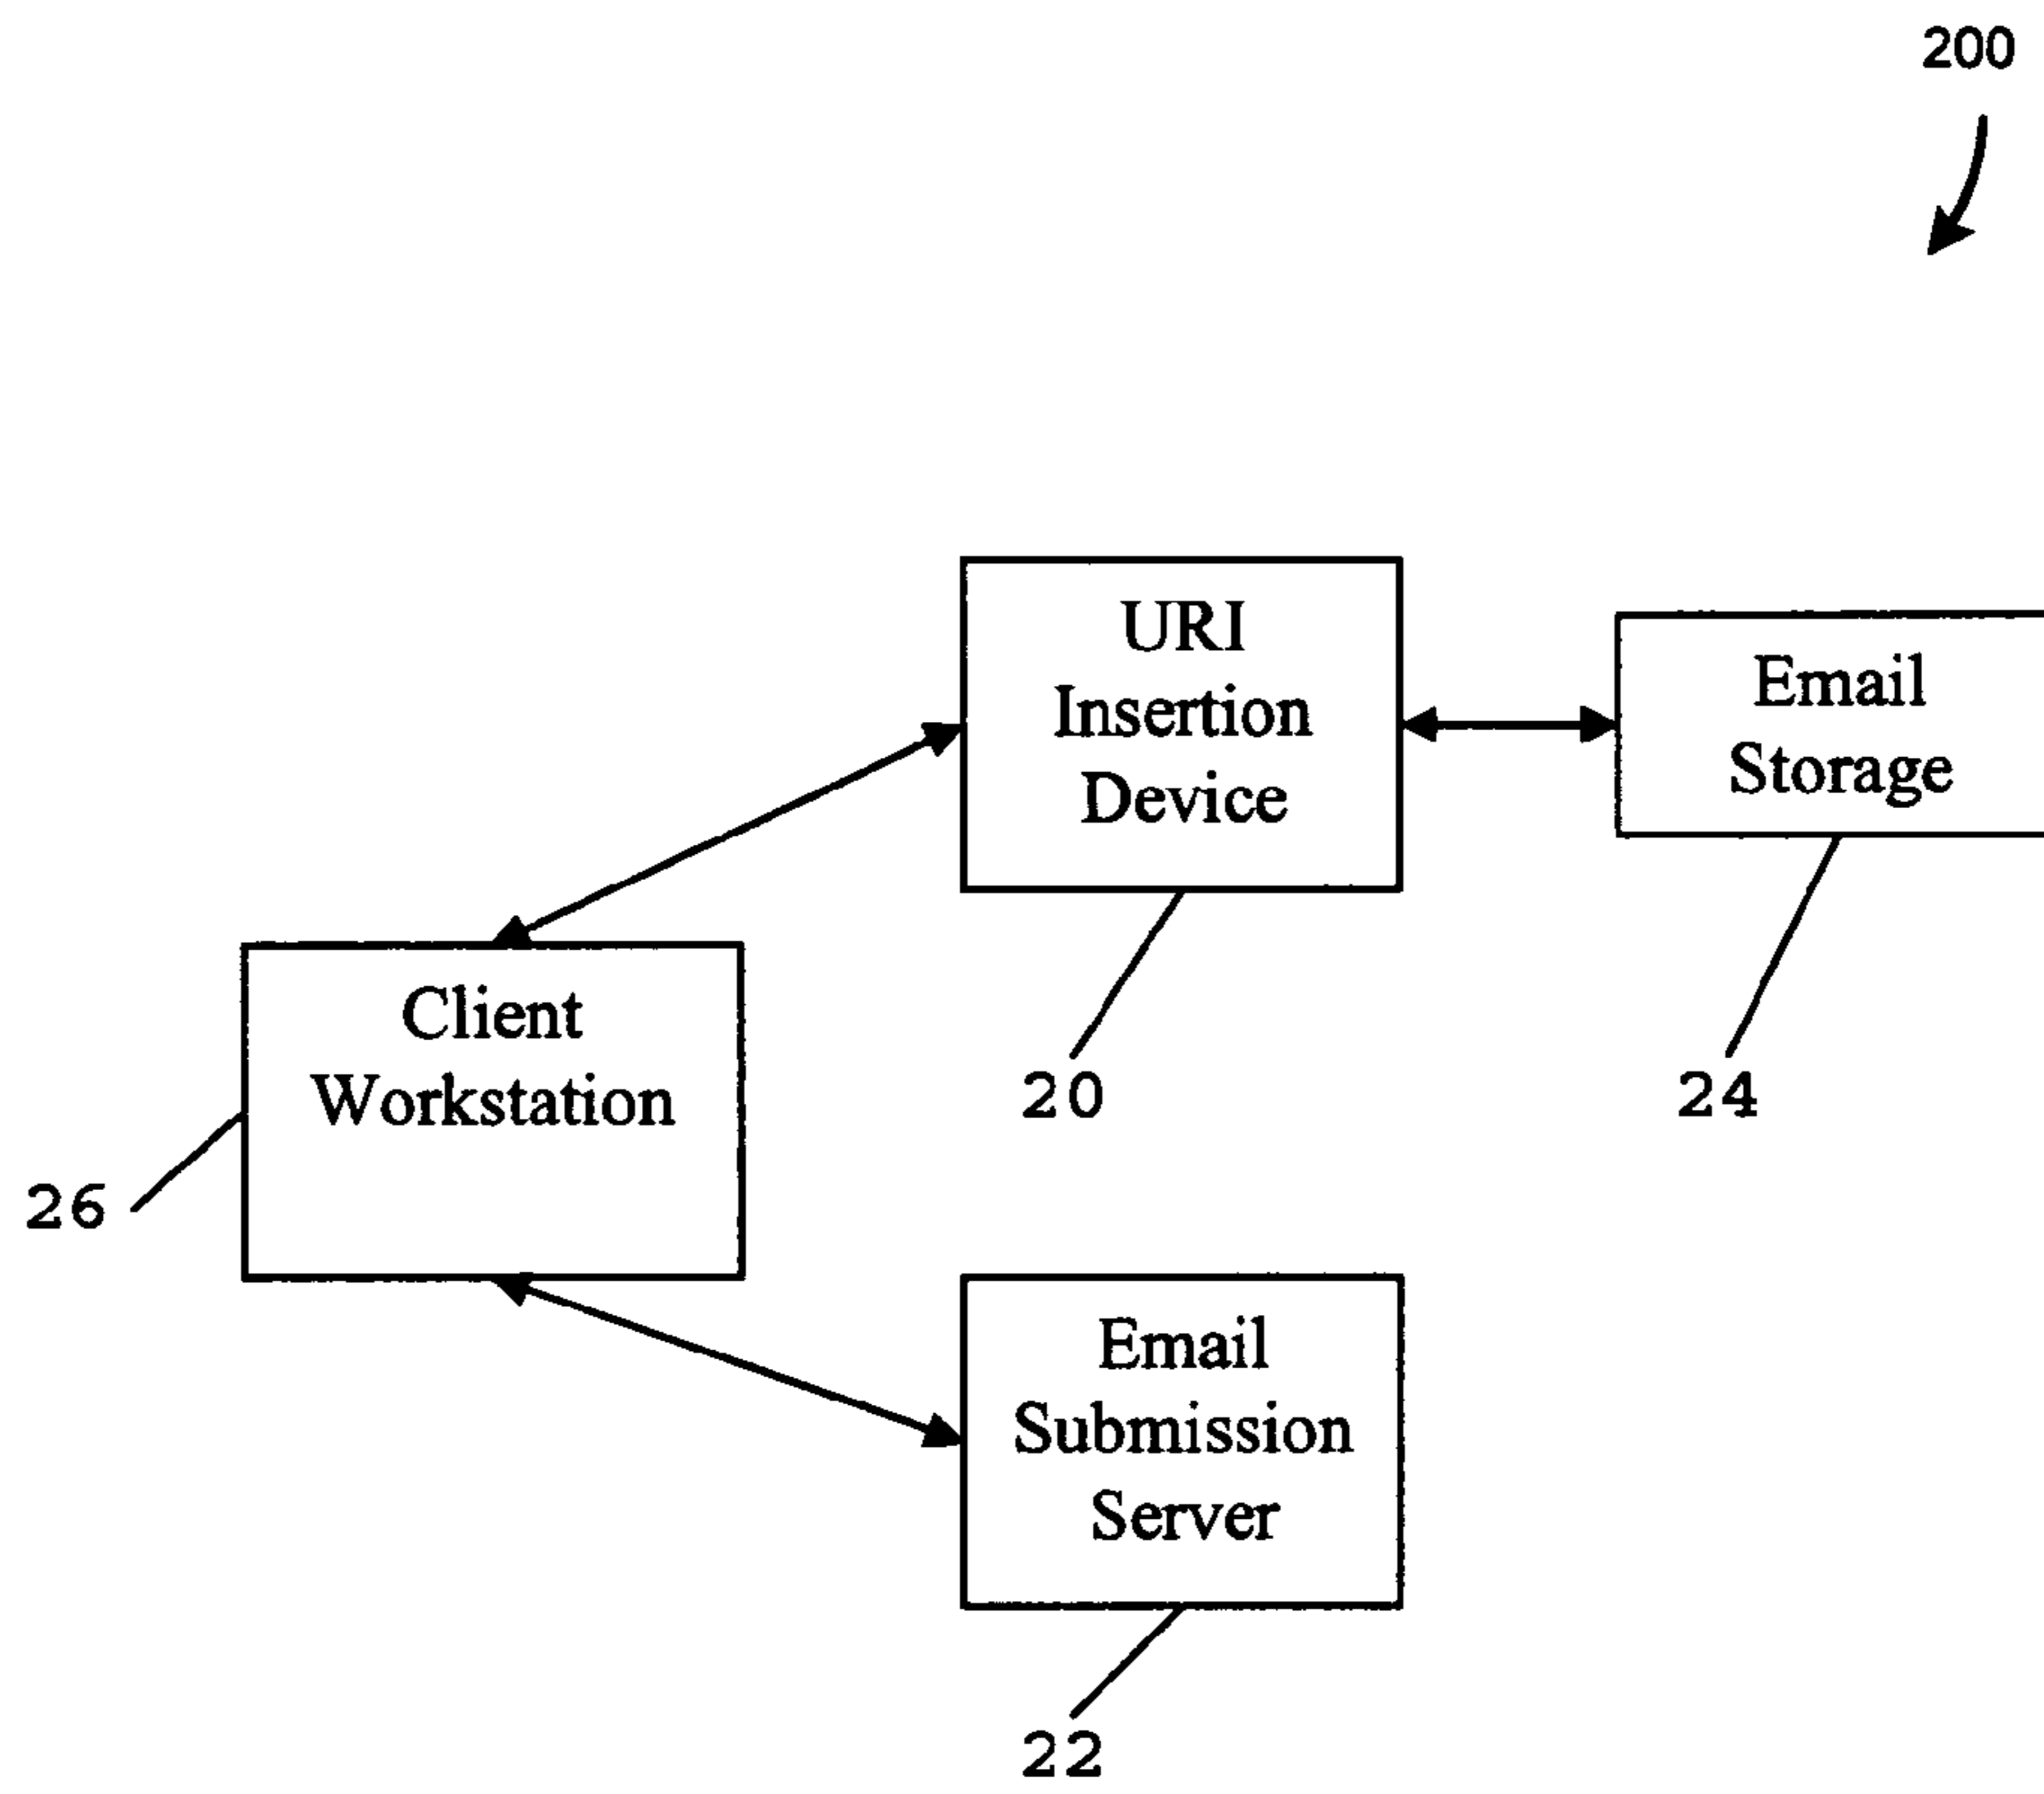 200
URI
Insertion
Device
Email
Storage
Client
Workstation
20
24
26
Email
Submission
Server
22